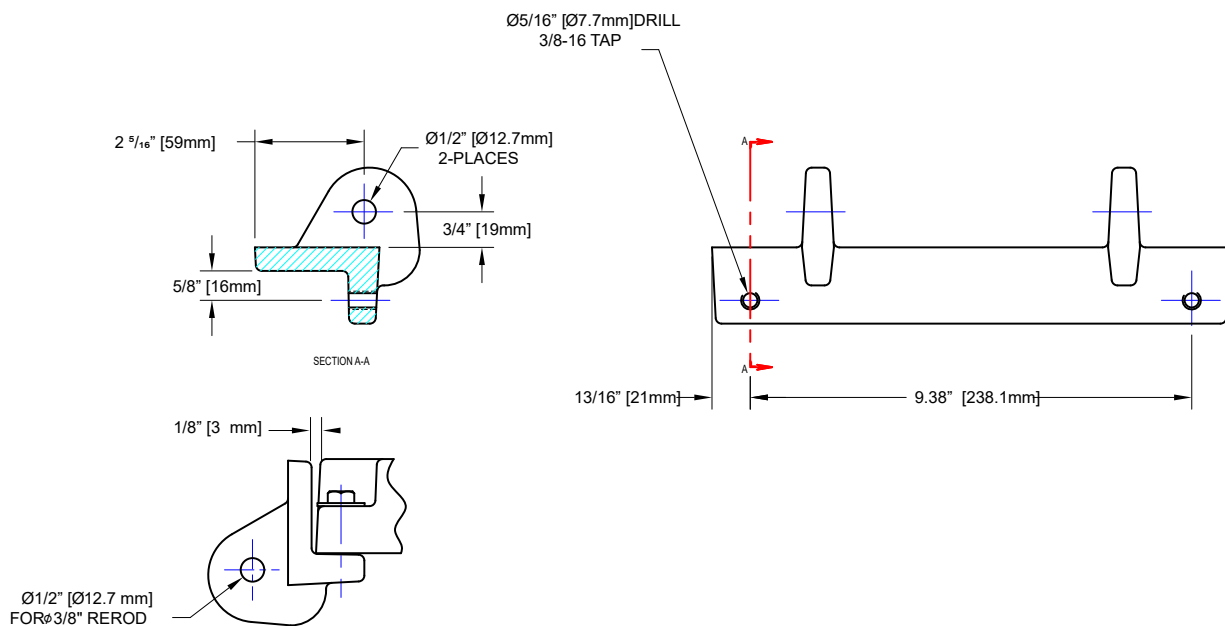 Ø5/16” [Ø7.7mm]DRILL
3/8-16 TAP
2 ⁵/₁₆” [59mm]
Ø1/2” [Ø12.7mm]
2-PLACES
3/4” [19mm]
5/8” [16mm]
SECTION A-A
A
A
13/16” [21mm]
9.38” [238.1mm]
1/8” [3 mm]
Ø1/2” [Ø12.7 mm]
FORø3/8" REROD